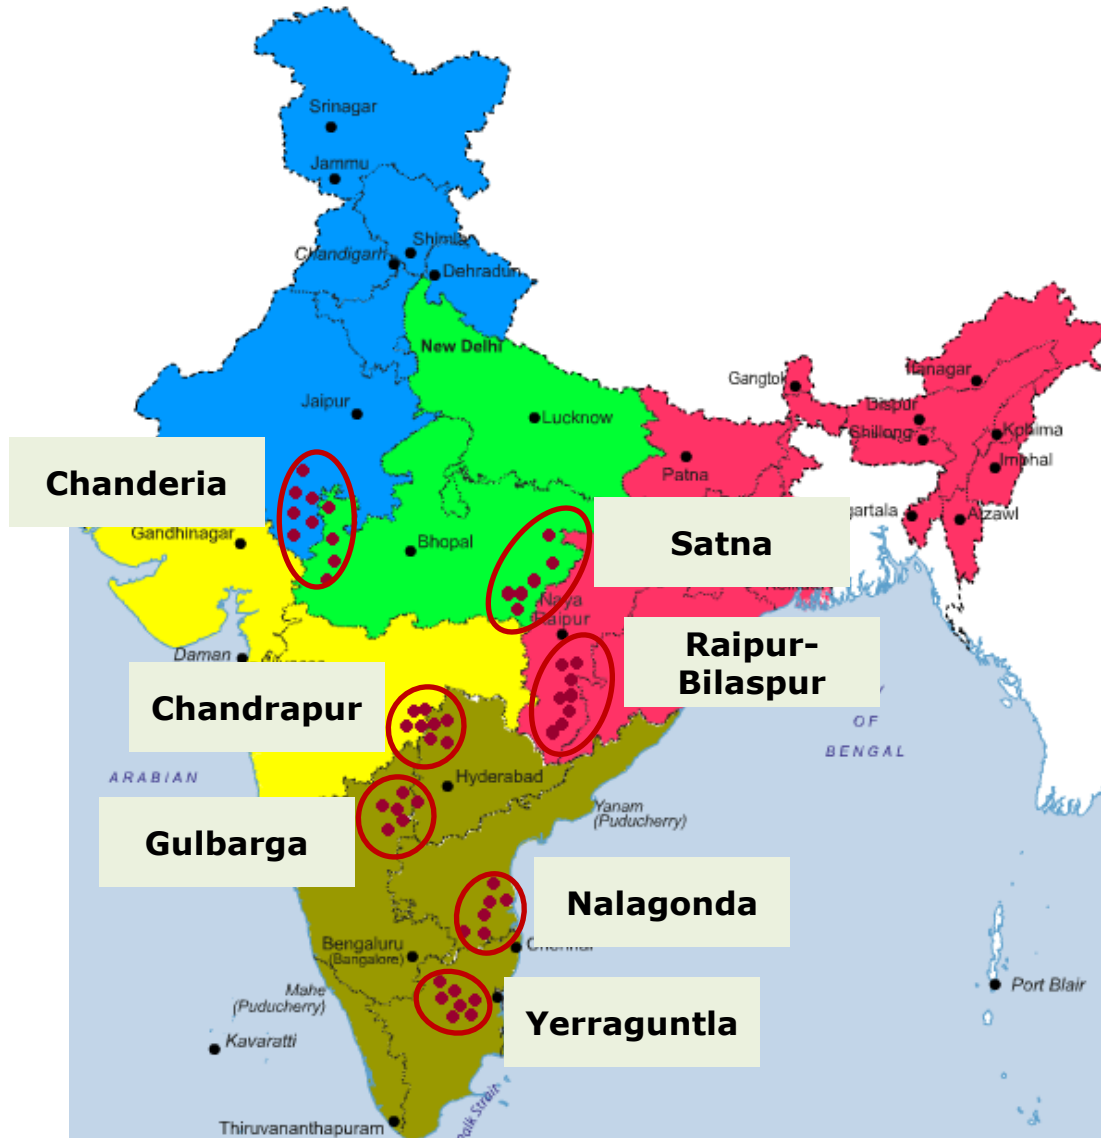 Srinagar
Jammu
Shimla
Chandigarh
Dehradun
New Delhi
Gangtok
Itanagar
Jaipur
Lucknow
Dispur
Shillong
Kohima
Patna
Imphal
Chanderia
Gandhinagar
Bhopal
Satna
Aizawl
Naya
Raipur
Daman
Raipur-
Bilaspur
Chandrapur
OF
BENGAL
ARABIAN
Hyderabad
Yanam
(Puducherry)
Gulbarga
Nalagonda
Bengaluru
(Bangalore)
Mahe
(Puducherry)
Port Blair
Yerraguntla
Kavaratti
Thiruvananthapuram
Palk Strait